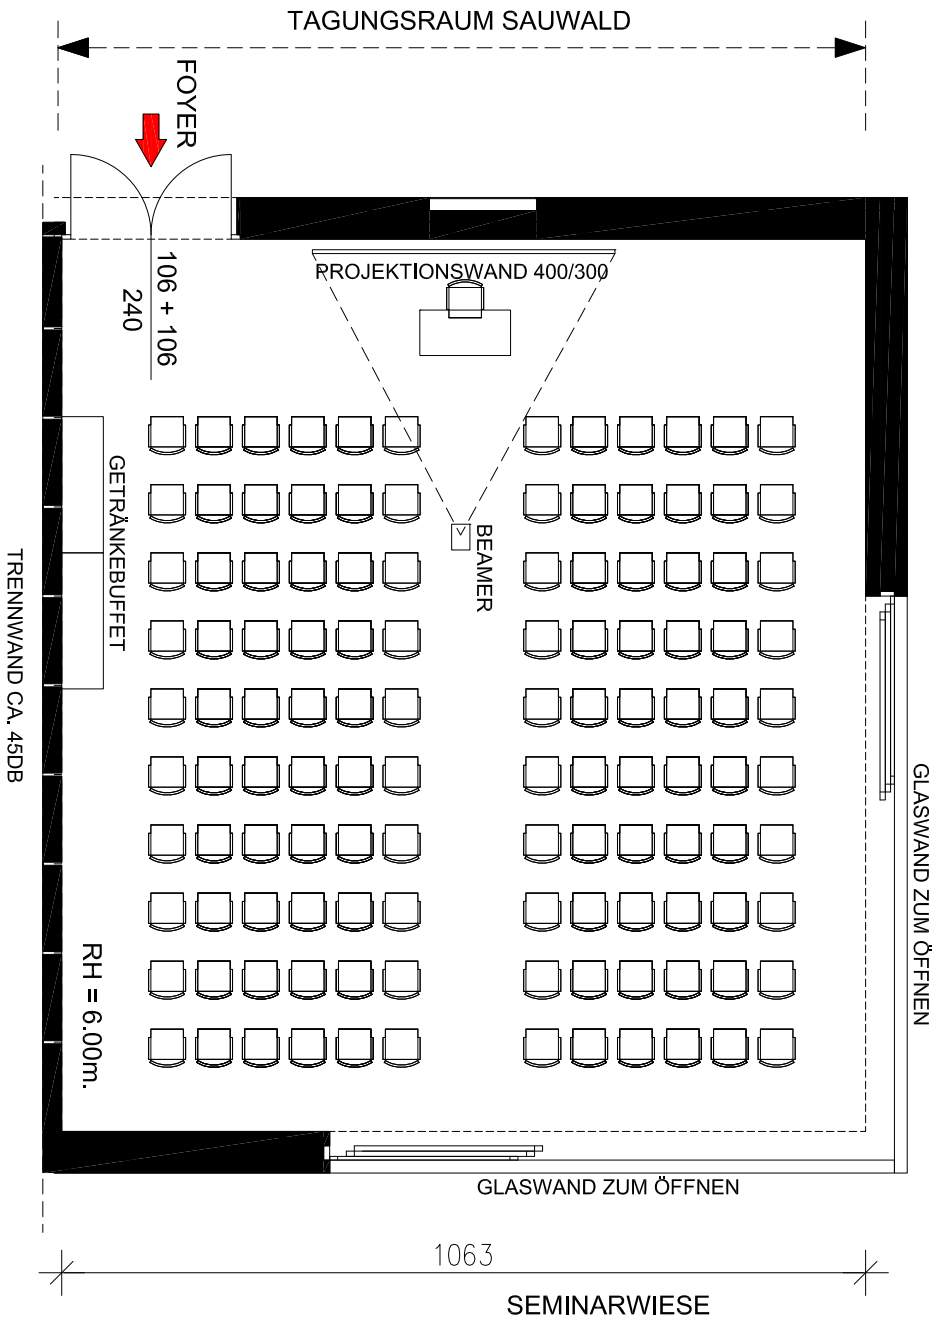 TAGUNGSRAUM SAUWALD
FOYER
106 + 106
240
PROJEKTIONSWAND 400/300
BEAMER
GETRÄNKEBUFFET
TRENNWAND CA. 45DB
GLASWAND ZUM ÖFFNEN
RH = 6.00m.
GLASWAND ZUM ÖFFNEN
1063
SEMINARWIESE